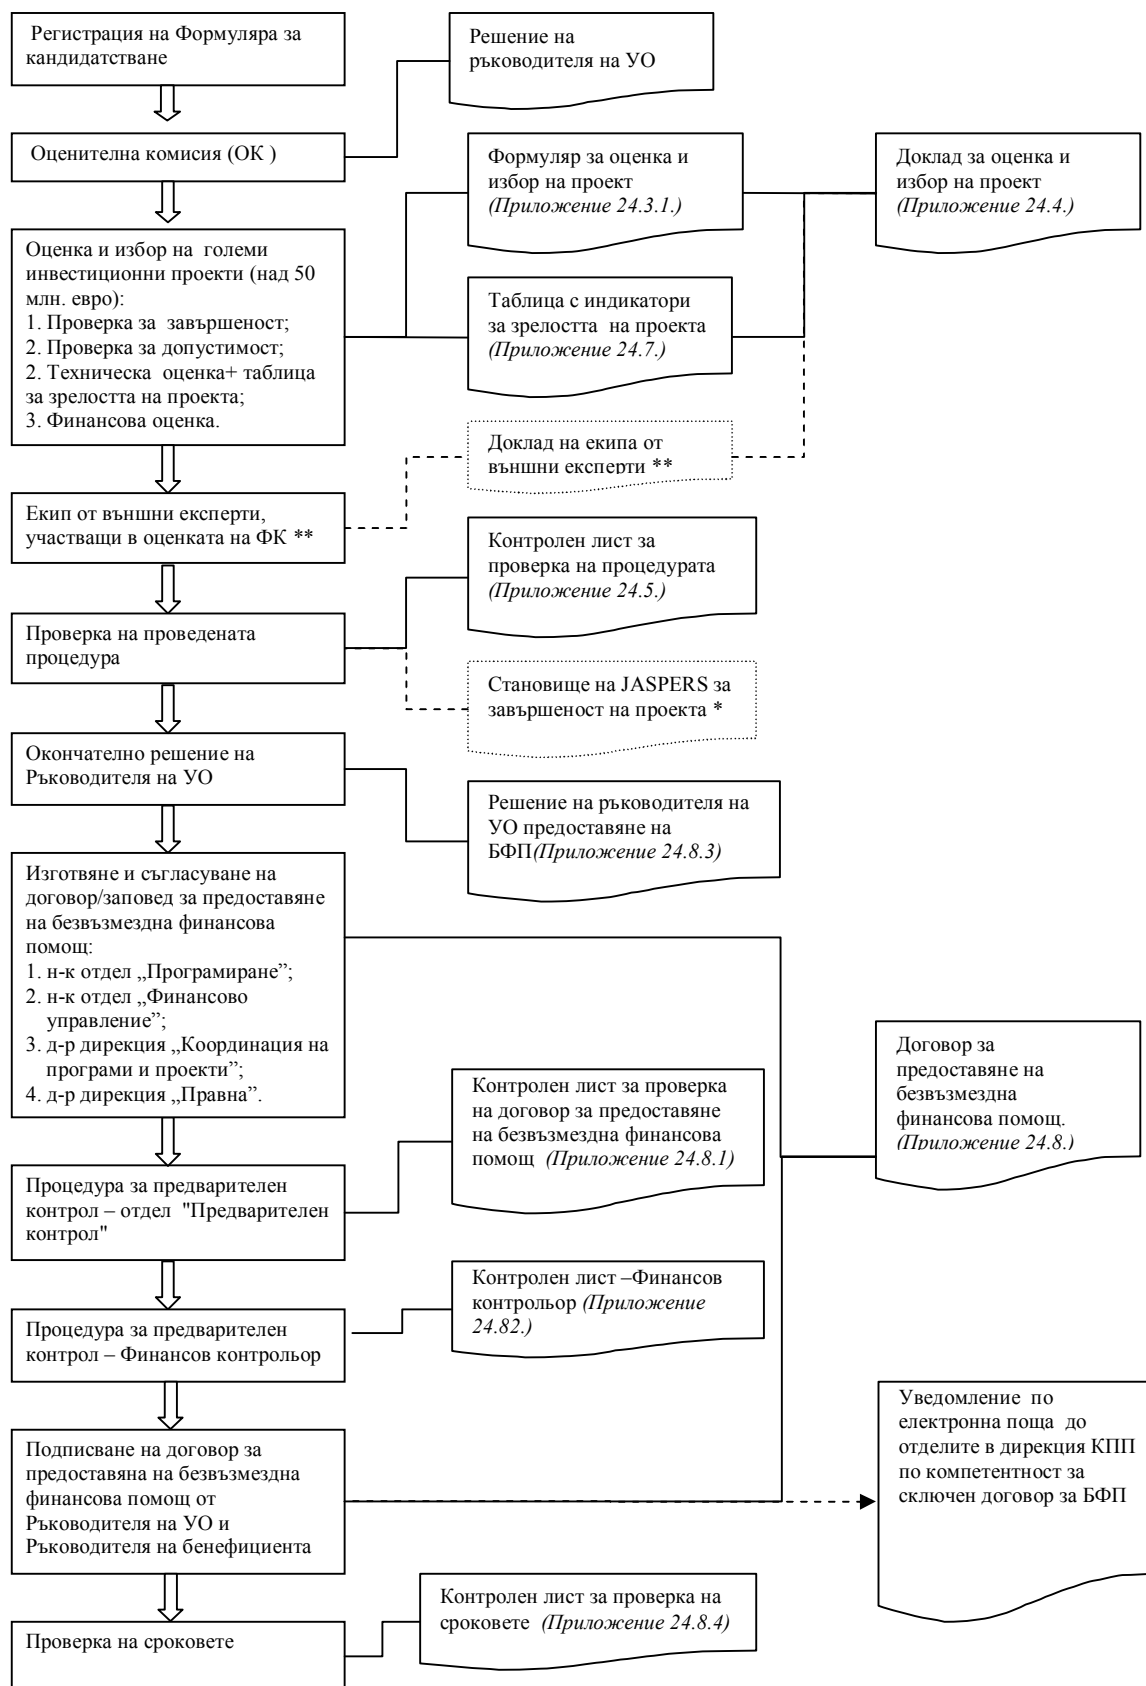 Регистрация на Формуляра за
кандидатстване
Решение на
ръководителя на УО
Оценителна комисия (ОК )
Формуляр за оценка и
избор на проект
(Приложение 24.3.1.)
Доклад за оценка и
избор на проект
(Приложение 24.4.)
Оценка и избор на големи
инвестиционни проекти (над 50
млн. евро):
1. Проверка за завършеност;
2. Проверка за допустимост;
2. Техническа оценка+ таблица
за зрелостта на проекта;
3. Финансова оценка.
Таблица с индикатори
за зрелостта на проекта
(Приложение 24.7.)
Доклад на екипа от
външни експерти **
Екип от външни експерти,
участващи в оценката на ФК **
Контролен лист за
проверка на процедурата
(Приложение 24.5.)
Проверка на проведената
процедура
Становище на JASPERS за
завършеност на проекта *
Окончателно решение на
Ръководителя на УО
Решение на ръководителя на
УО предоставяне на
БФП(Приложение 24.8.3)
Изготвяне и съгласуване на
договор/заповед за предоставяне
на безвъзмездна финансова
помощ:
1. н-к отдел „Програмиране”;
2. н-к отдел „Финансово
управление”;
3. д-р дирекция „Координация на
програми и проекти”;
4. д-р дирекция „Правна”.
Договор за
предоставяне на
безвъзмездна
финансова помощ.
(Приложение 24.8.)
Контролен лист за проверка
на договор за предоставяне
на безвъзмездна финансова
помощ (Приложение 24.8.1)
Процедура за предварителен
контрол – отдел "Предварителен
контрол"
Контролен лист –Финансов
контрольор (Приложение
24.82.)
Процедура за предварителен
контрол – Финансов контрольор
Уведомление по
електронна поща до
отделите в дирекция КПП
по компетентност за
сключен договор за БФП
Подписване на договор за
предоставяна на безвъзмездна
финансова помощ от
Ръководителя на УО и
Ръководителя на бенефициента
Контролен лист за проверка на
сроковете (Приложение 24.8.4)
Проверка на сроковете